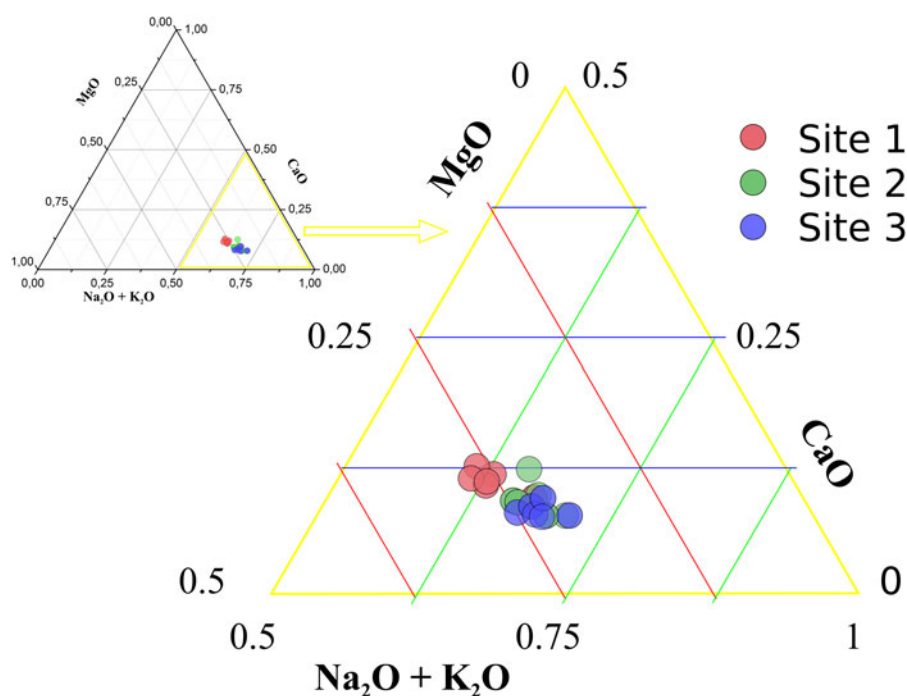 0,00 1,00
0,25 0,75
MgO
0,50 0,50
CaO
0,75 0,25
1,00 0,00
0,00 0,25 0,50 0,75 1,00
Na₂O + K₂O
0 0.5
MgO
Site 1
Site 2
Site 3
0.25 0.25
CaO
0.5 0
0.5 0.75 1
Na₂O + K₂O